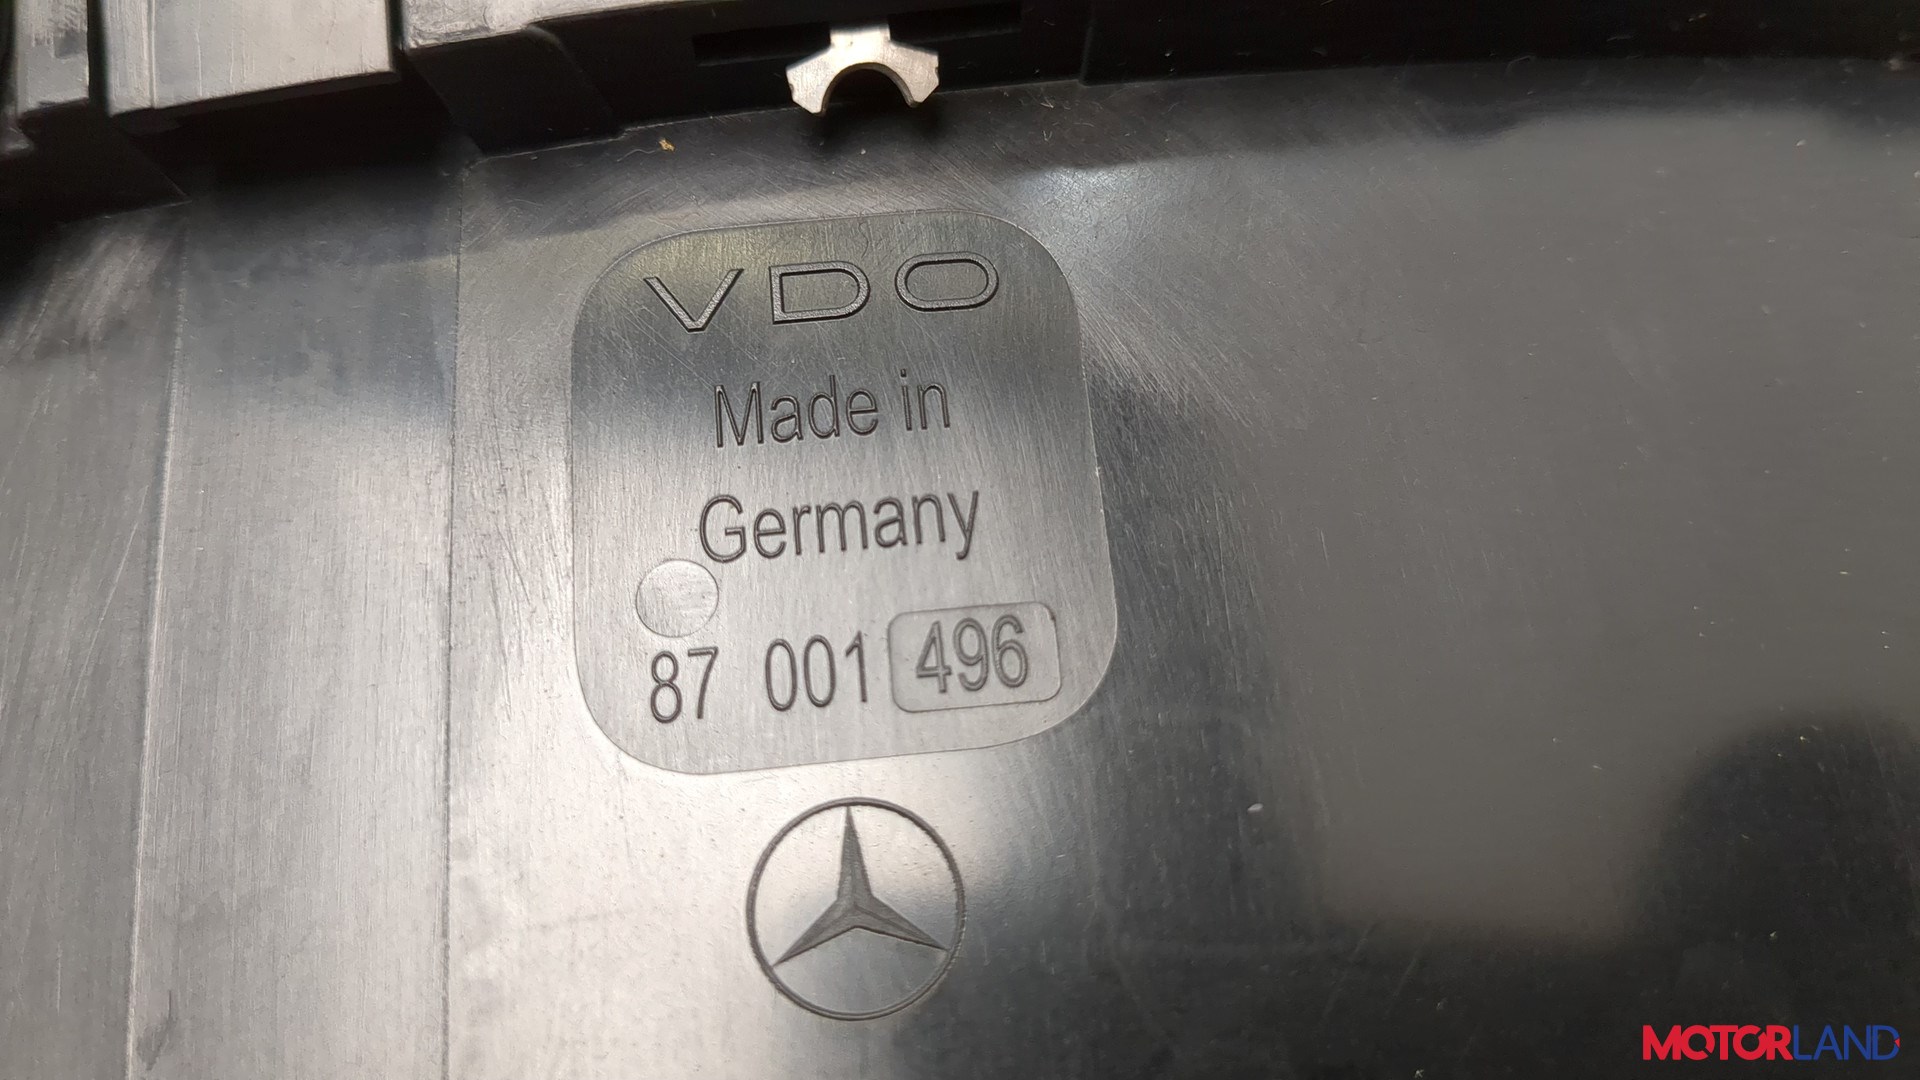 VDO
Made in
Germany
87 001 496
MOTORLAND